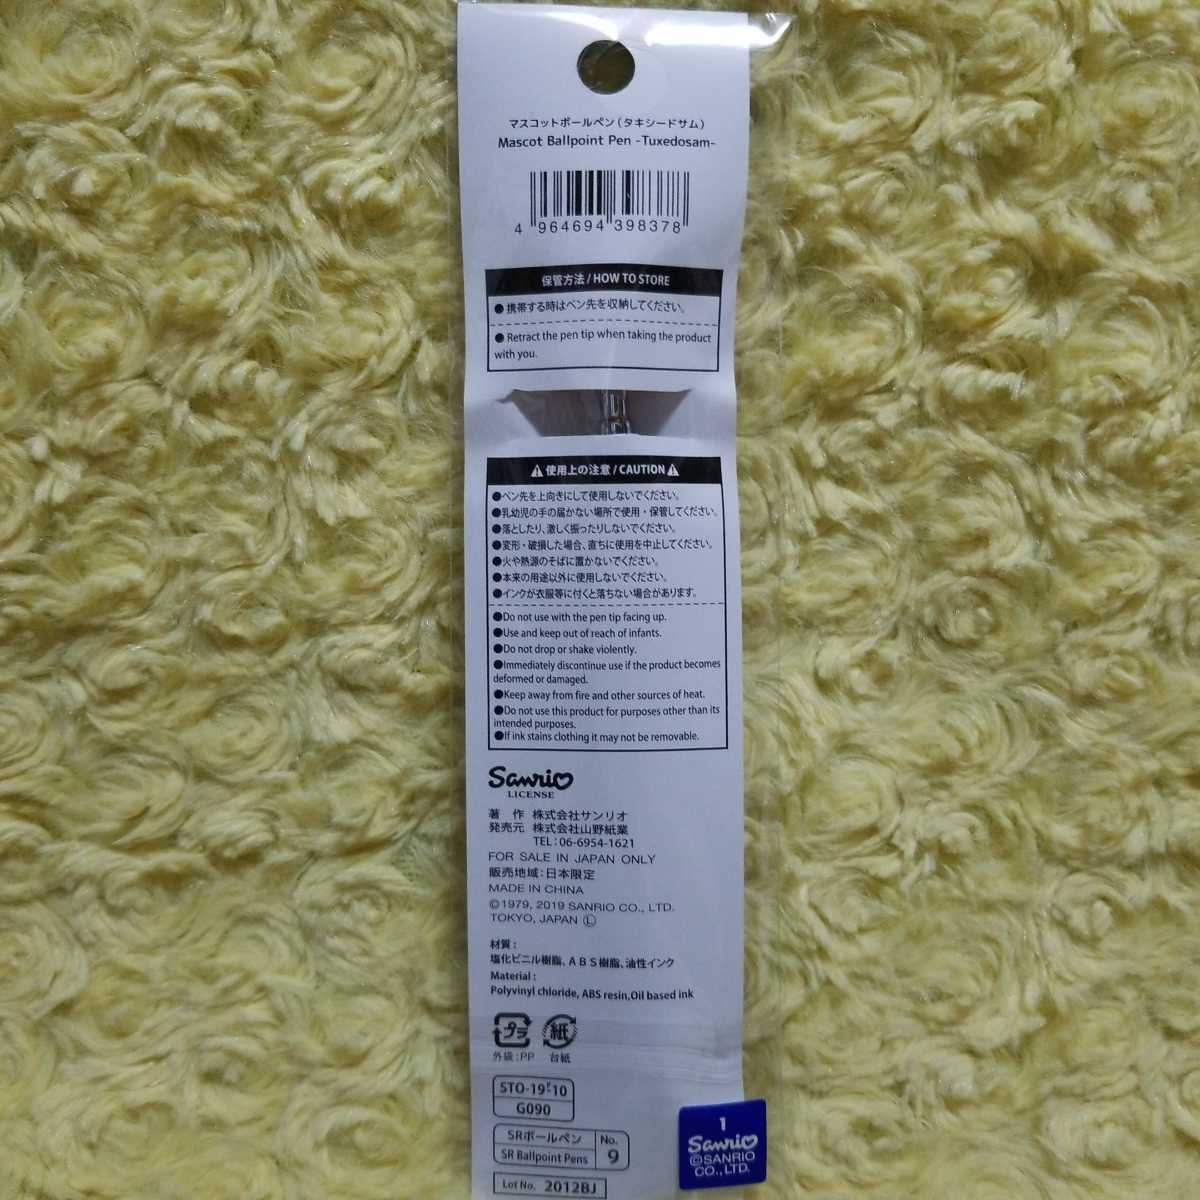 マスコットボールペン(タキシードサム)
Mascot Ballpoint Pen -Tuxedosam-
4 964694 398378
保管方法 / HOW TO STORE
●携帯する時はペン先を収納してください。
● Retract the pen tip when taking the product
with you.
⚠使用上の注意 / CAUTION⚠
●ペン先を上向きにして使用しないでください。
●乳幼児の手の届かない場所で使用・保管してください。
●落としたり、激しく振ったりしないでください。
●変形・破損した場合、直ちに使用を中止してください。
●火や熱源のそばに置かないでください。
●本来の用途以外に使用しないでください。
●インクが衣服等に付くと落ちない場合があります。
●Do not use with the pen tip facing up.
●Use and keep out of reach of infants.
●Do not drop or shake violently.
●Immediately discontinue use if the product becomes
deformed or damaged.
●Keep away from fire and other sources of heat.
●Do not use this product for purposes other than its
intended purposes.
●If ink stains clothing it may not be removable.
Sanrio
LICENSE
著 作 株式会社サンリオ
発売元 株式会社山野紙業
TEL:06-6954-1621
FOR SALE IN JAPAN ONLY
販売地域:日本限定
MADE IN CHINA
©1979, 2019 SANRIO CO., LTD.
TOKYO, JAPAN Ⓛ
材質:
塩化ビニル樹脂、ABS樹脂、油性インク
Material :
Polyvinyl chloride, ABS resin,Oil based ink
プラ 紙
外袋:PP 台紙
STO-19'-10
G090
SRボールペン No.
SR Ballpoint Pens 9
Lot No. 2012BJ
1
Sanrio
©SANRIO
CO., LTD.